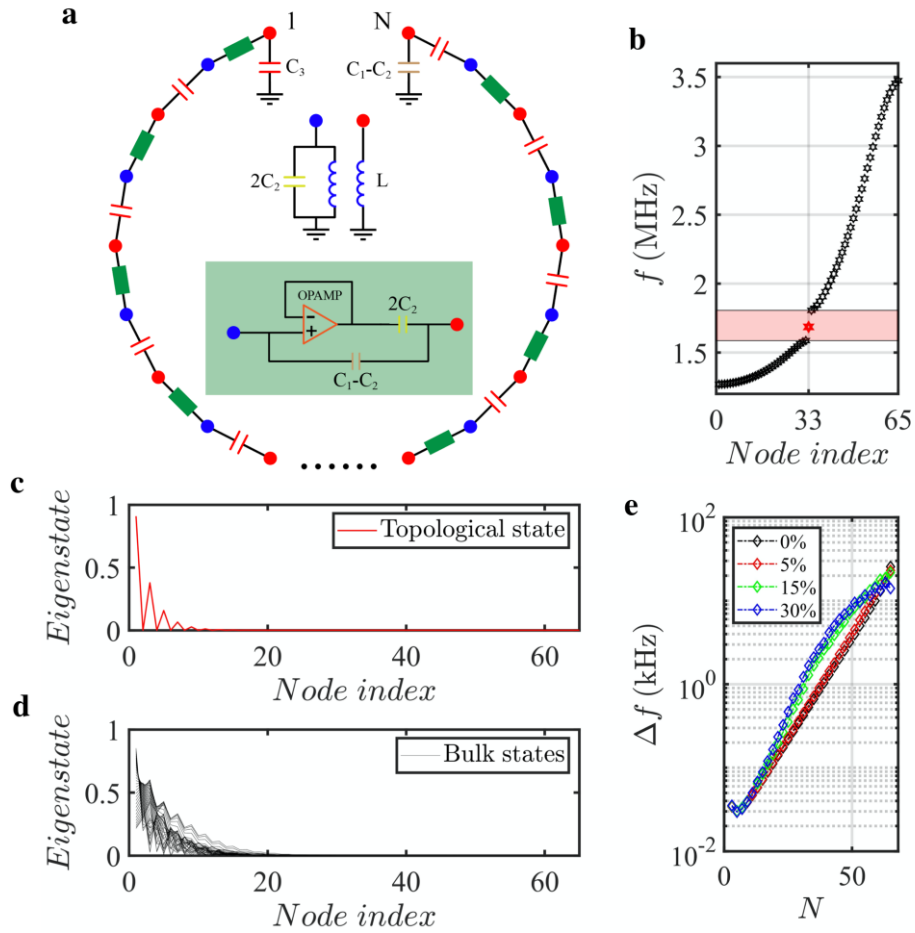 a
1
N
C₃
C₁-C₂
2C₂
L
OPAMP
-
+
2C₂
C₁-C₂
......
b
3.5
3
2.5
2
1.5
f (MHz)
0
33
65
Node index
c
1
0.5
0
Eigenstate
Topological state
0
20
40
60
Node index
d
1
0.5
0
Eigenstate
Bulk states
0
20
40
60
Node index
e
10²
10⁰
10⁻²
Δf (kHz)
0%
5%
15%
30%
0
50
N